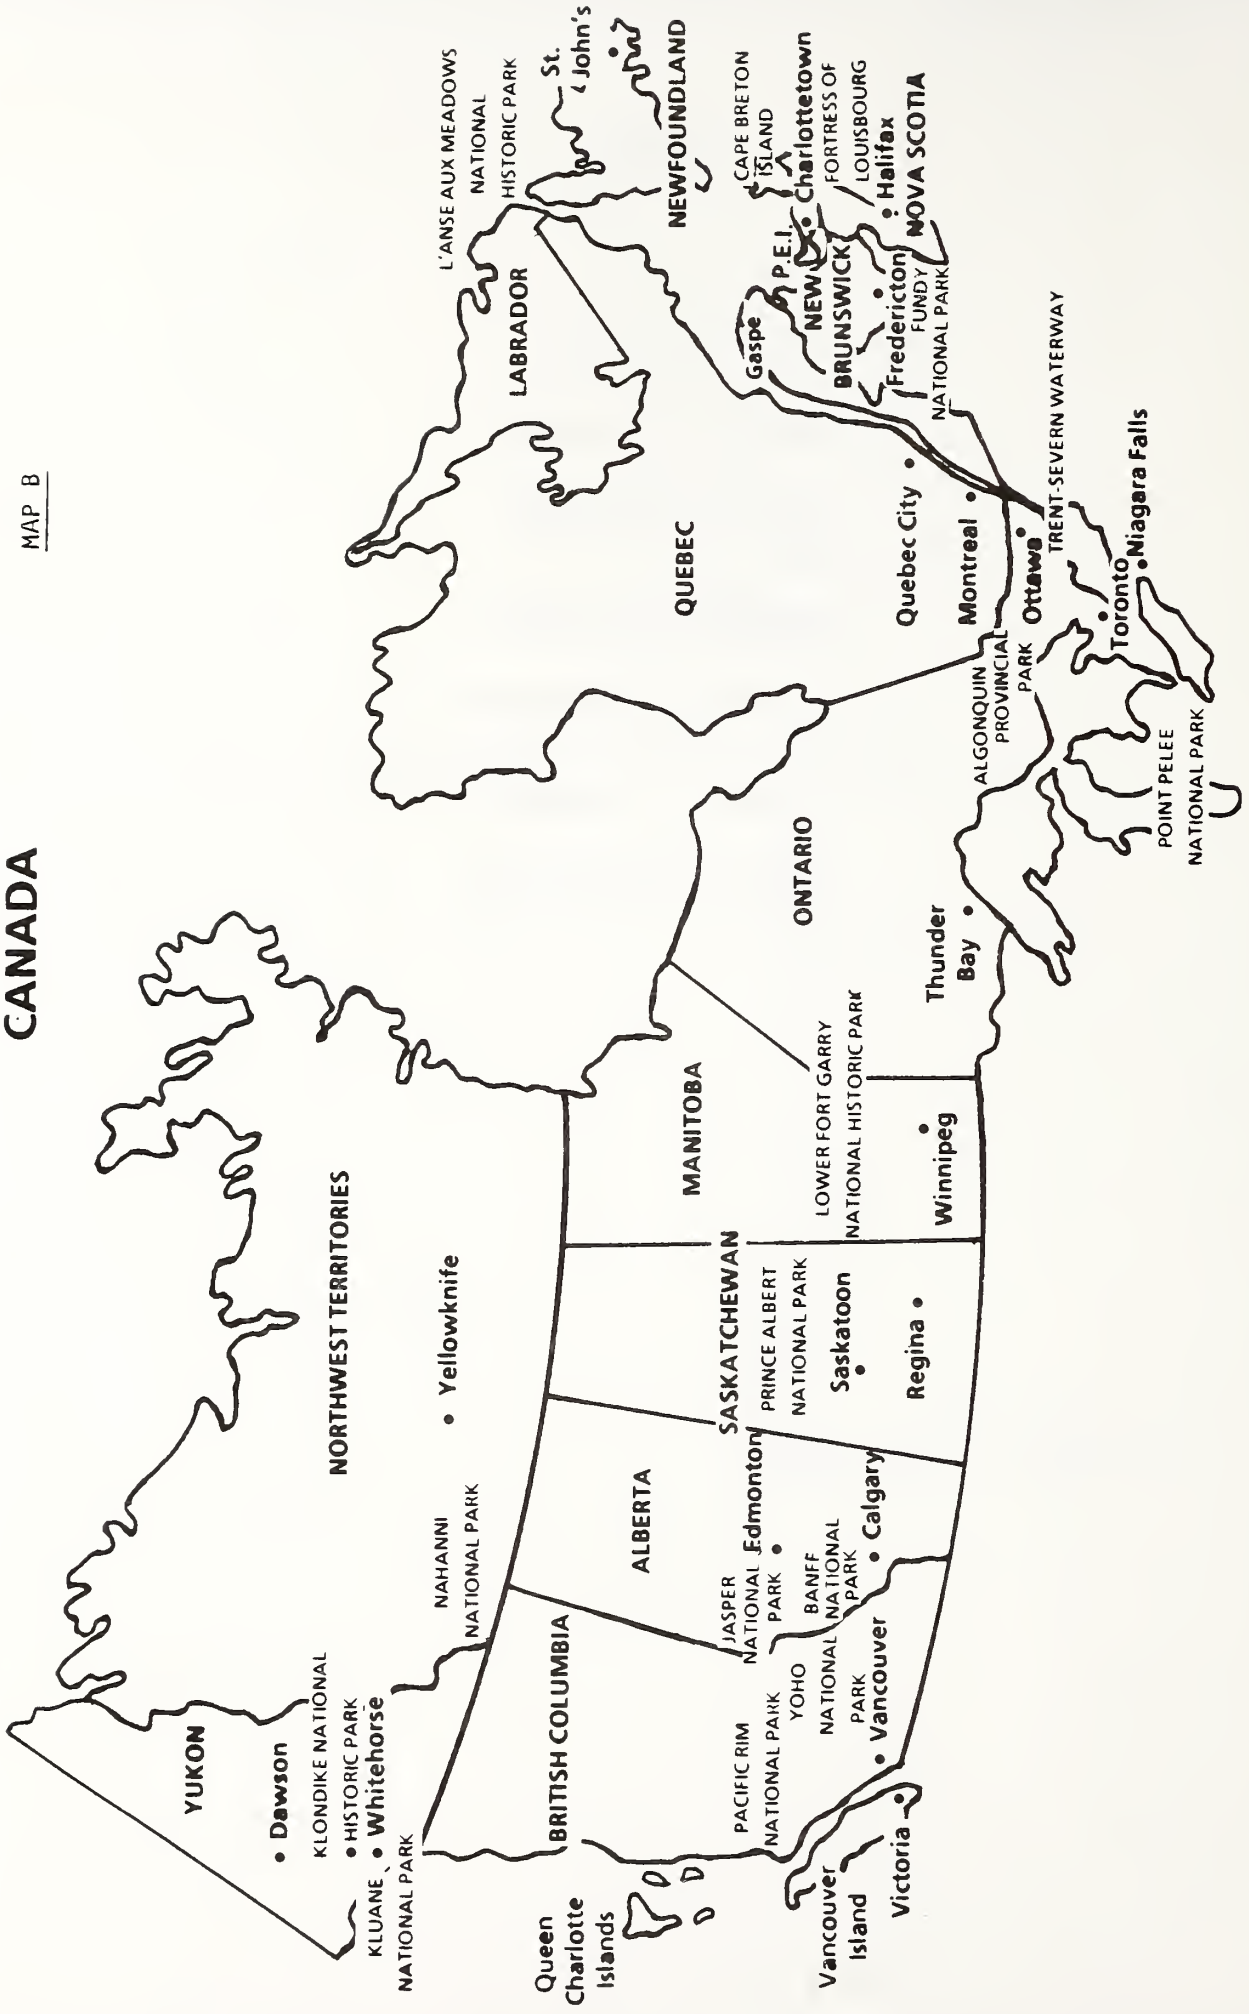 MAP B
CANADA
YUKON
• Dawson
KLONDIKE NATIONAL
• HISTORIC PARK
• Whitehorse
KLUANE
NATIONAL PARK
NORTHWEST TERRITORIES
• Yellowknife
NAHANNI
NATIONAL PARK
BRITISH COLUMBIA
Queen
Charlotte
Islands
PACIFIC RIM
NATIONAL PARK
YOHO
NATIONAL
PARK
• Vancouver
Vancouver
Island
Victoria
ALBERTA
JASPER
NATIONAL
PARK
Edmonton
BANFF
NATIONAL
PARK
• Calgary
SASKATCHEWAN
PRINCE ALBERT
NATIONAL PARK
Saskatoon
Regina •
MANITOBA
LOWER FORT GARRY
NATIONAL HISTORIC PARK
Winnipeg
ONTARIO
Thunder
Bay
ALGONQUIN
PROVINCIAL
PARK
Ottawa
Toronto
Niagara Falls
TRENT-SEVERN WATERWAY
POINT PELEE
NATIONAL PARK
QUEBEC
Quebec City
Montreal
Gaspe
LABRADOR
L'ANSE AUX MEADOWS
NATIONAL
HISTORIC PARK
St.
John's
NEWFOUNDLAND
CAPE BRETON
ISLAND
P.E.I.
Charlottetown
FORTRESS OF
LOUISBOURG
NEW
BRUNSWICK
Fredericton
FUNDY
NATIONAL PARK
• Halifax
NOVA SCOTIA